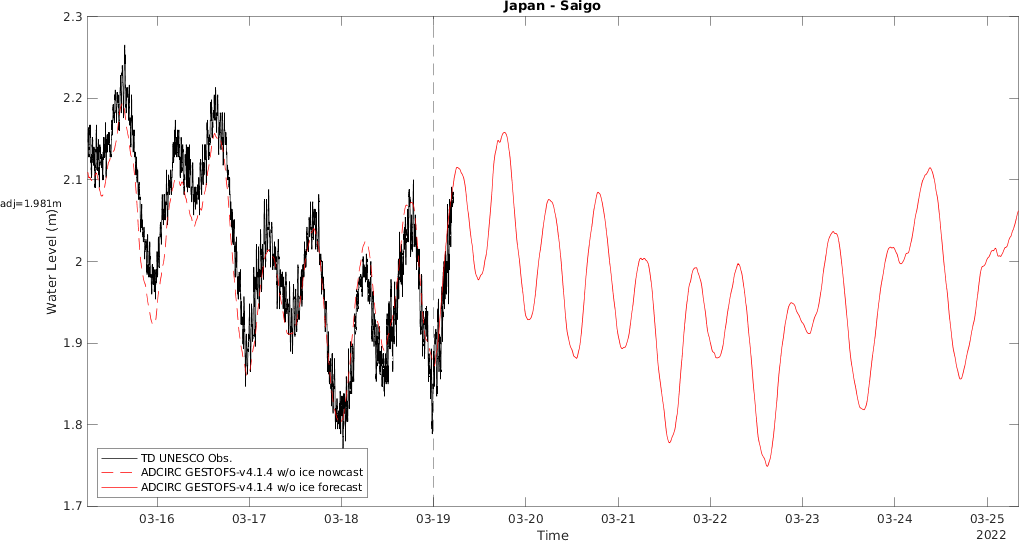 Japan - Saigo
2.3
2.2
2.1
2
1.9
1.8
1.7
adj=1.981m
Water Level (m)
TD UNESCO Obs.
ADCIRC GESTOFS-v4.1.4 w/o ice nowcast
ADCIRC GESTOFS-v4.1.4 w/o ice forecast
03-16 03-17 03-18 03-19 03-20 03-21 03-22 03-23 03-24 03-25
Time
2022